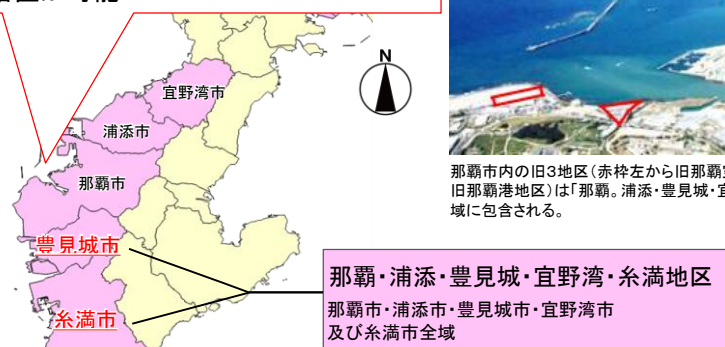 N
宜野湾市
浦添市
那覇市
豊見城市
糸満市
那覇市内の旧3地区(赤枠左から旧那覇
旧那覇港地区)は「那覇。浦添・豊見城・宜
域に包含される。
那覇・浦添・豊見城・宜野湾・糸満地区
那覇市・浦添市・豊見城市・宜野湾市
及び糸満市全域